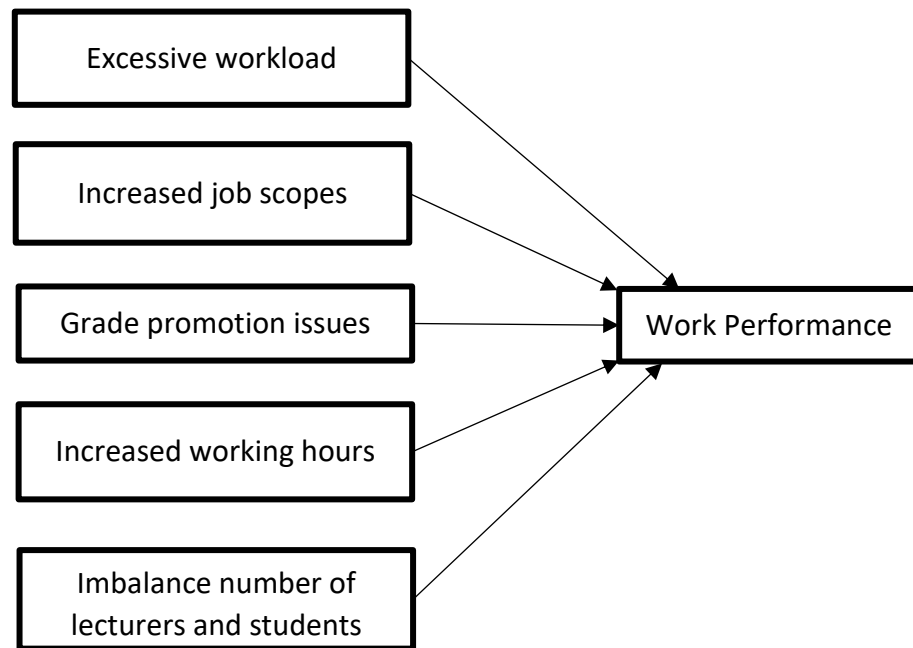 Excessive workload
Increased job scopes
Grade promotion issues
Work Performance
Increased working hours
Imbalance number of
lecturers and students